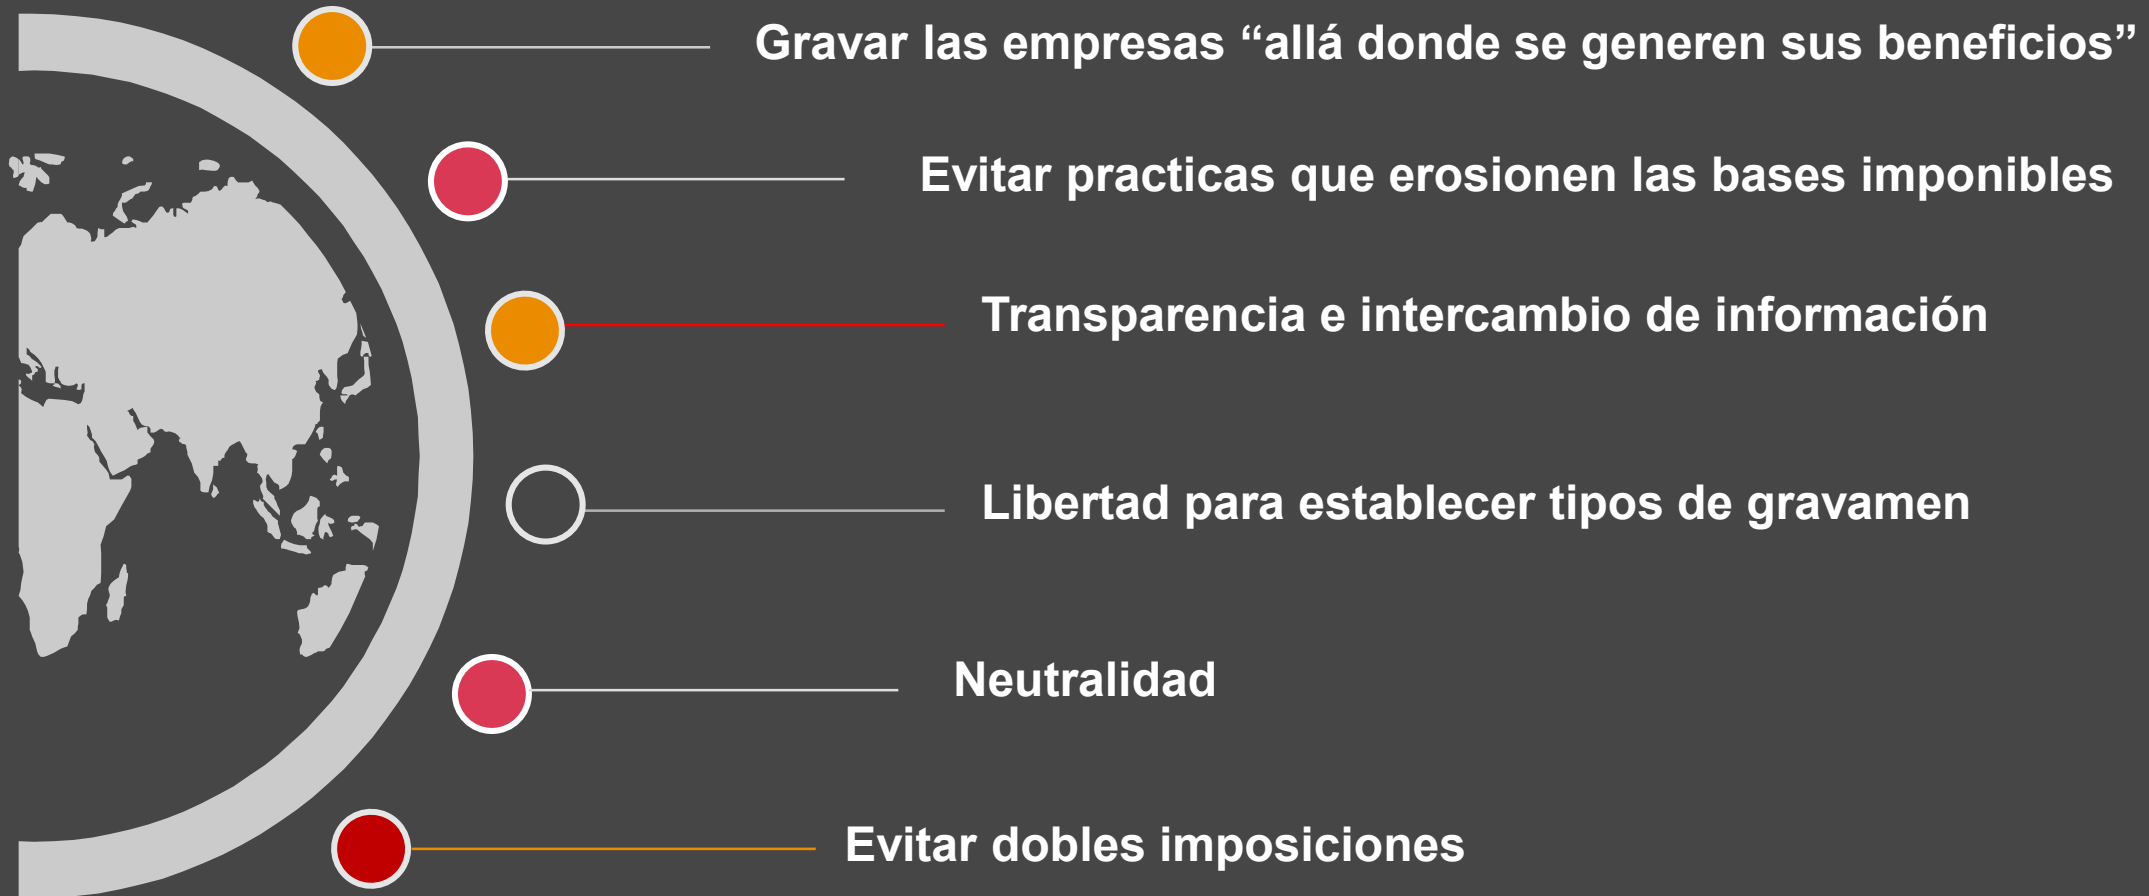 Gravar las empresas “allá donde se generen sus beneficios”
Evitar practicas que erosionen las bases imponibles
Transparencia e intercambio de información
Libertad para establecer tipos de gravamen
Neutralidad
Evitar dobles imposiciones